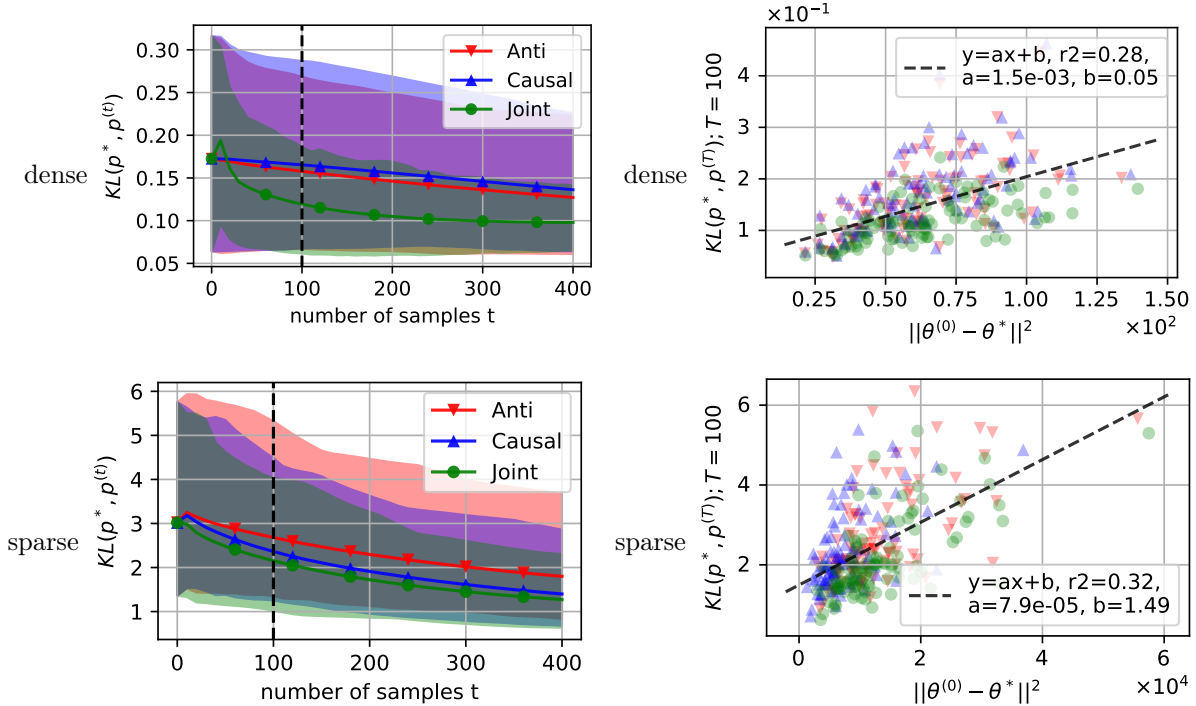 dense
KL(p*, p^(t))
0.30
0.25
0.20
0.15
0.10
0.05
Anti
Causal
Joint
0 100 200 300 400
number of samples t
dense
×10⁻¹
KL(p*, p^(T)); T = 100
4
3
2
1
y=ax+b, r2=0.28,
a=1.5e-03, b=0.05
0.25 0.50 0.75 1.00 1.25 1.50
×10²
||θ^(0) − θ*||²
sparse
KL(p*, p^(t))
6
5
4
3
2
1
Anti
Causal
Joint
0 100 200 300 400
number of samples t
sparse
KL(p*, p^(T)); T = 100
6
4
2
y=ax+b, r2=0.32,
a=7.9e-05, b=1.49
0 2 4 6
×10⁴
||θ^(0) − θ*||²